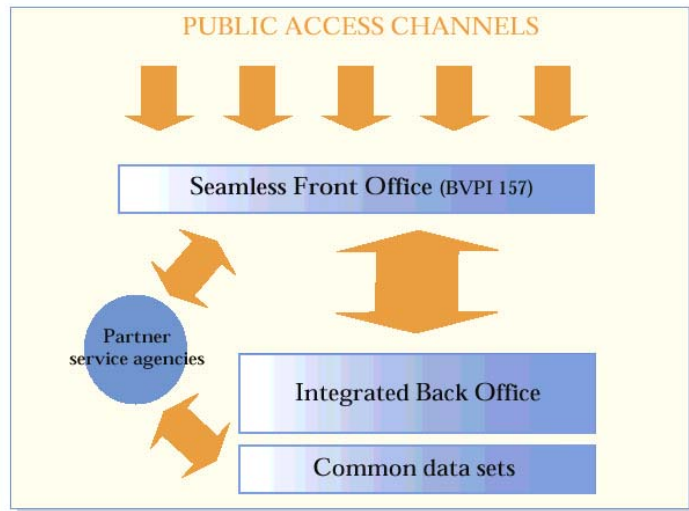 PUBLIC ACCESS CHANNELS
Seamless Front Office (BVPI 157)
Partner
service agencies
Integrated Back Office
Common data sets